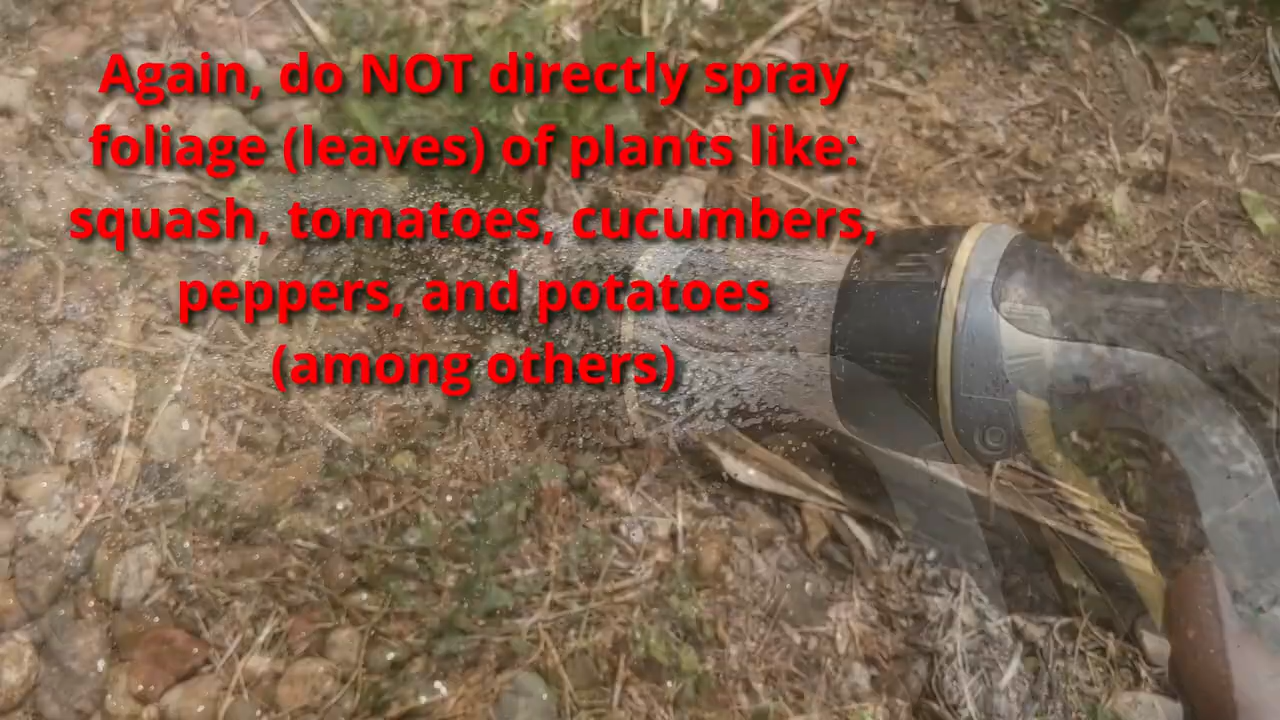 Again, do NOT directly spray
foliage (leaves) of plants like:
squash, tomatoes, cucumbers,
peppers, and potatoes
(among others)